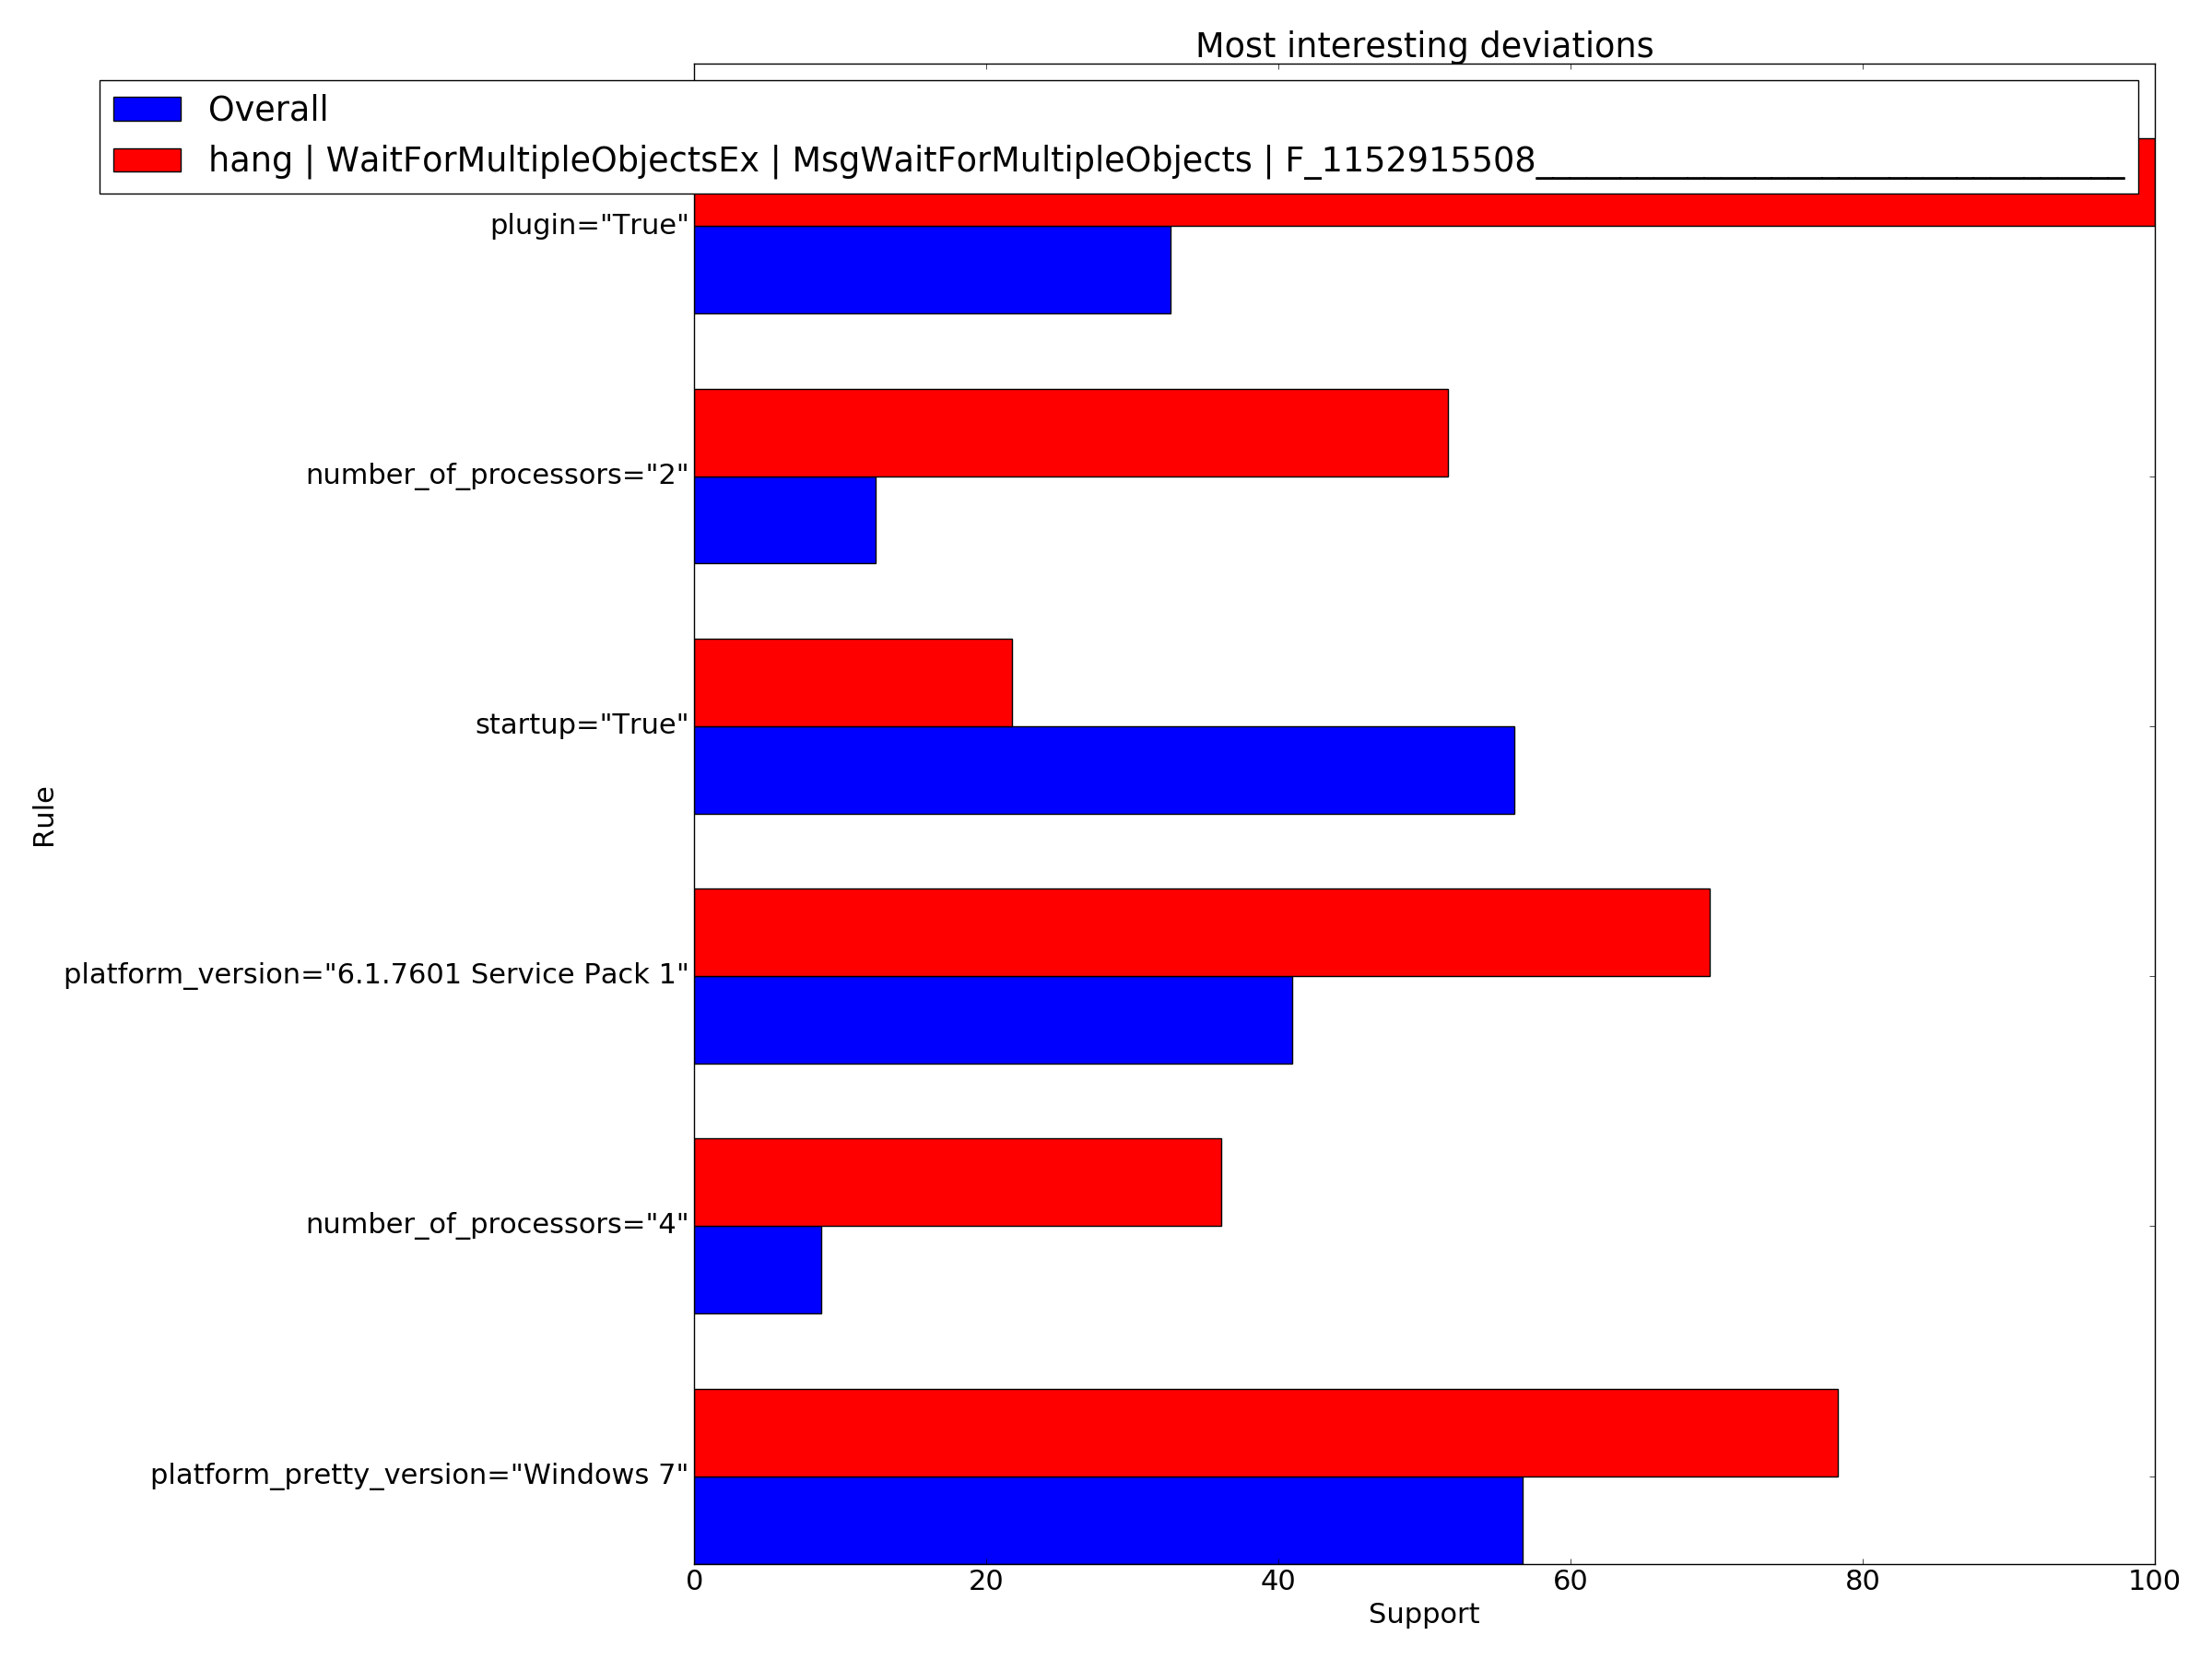 Most interesting deviations
Overall
hang | WaitForMultipleObjectsEx | MsgWaitForMultipleObjects | F_1152915508___________________________________
plugin="True"
number_of_processors="2"
startup="True"
Rule
platform_version="6.1.7601 Service Pack 1"
number_of_processors="4"
platform_pretty_version="Windows 7"
0 20 40 60 80 100
Support